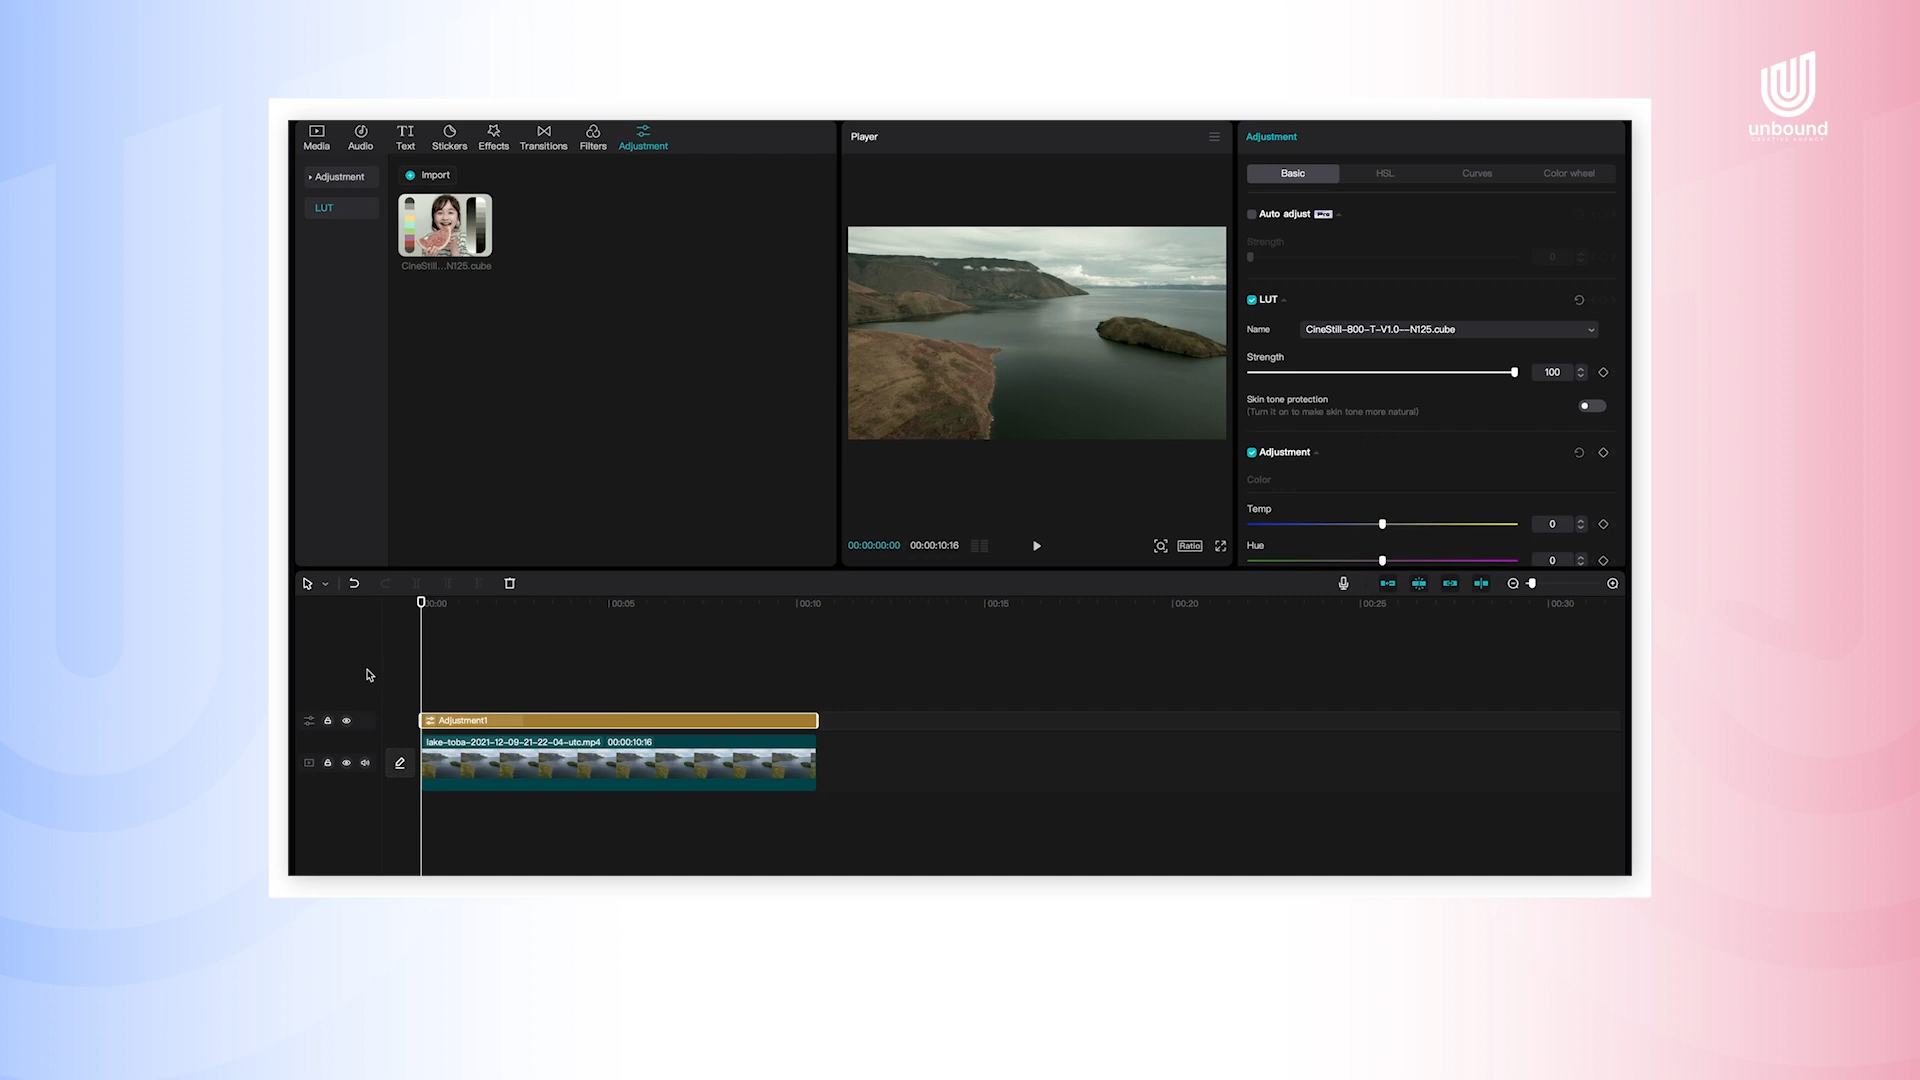 unbound
CREATIVE AGENCY
Media
Audio
TI
Text
Stickers
Effects
Transitions
Filters
Adjustment
Adjustment
LUT
Import
CineStill...N125.cube
Player
00:00:00:00
00:00:10:16
Ratio
Adjustment
Basic
HSL
Curves
Color wheel
Auto adjust Pro
Strength
0
LUT
Name
CineStill-800-T-V1.0--N125.cube
Strength
100
Skin tone protection
(Turn it on to make skin tone more natural)
Adjustment
Color
Temp
0
Hue
0
00:00
00:05
00:10
00:15
00:20
00:25
00:30
Adjustment1
lake-toba-2021-12-09-21-22-04-utc.mp4 00:00:10:16